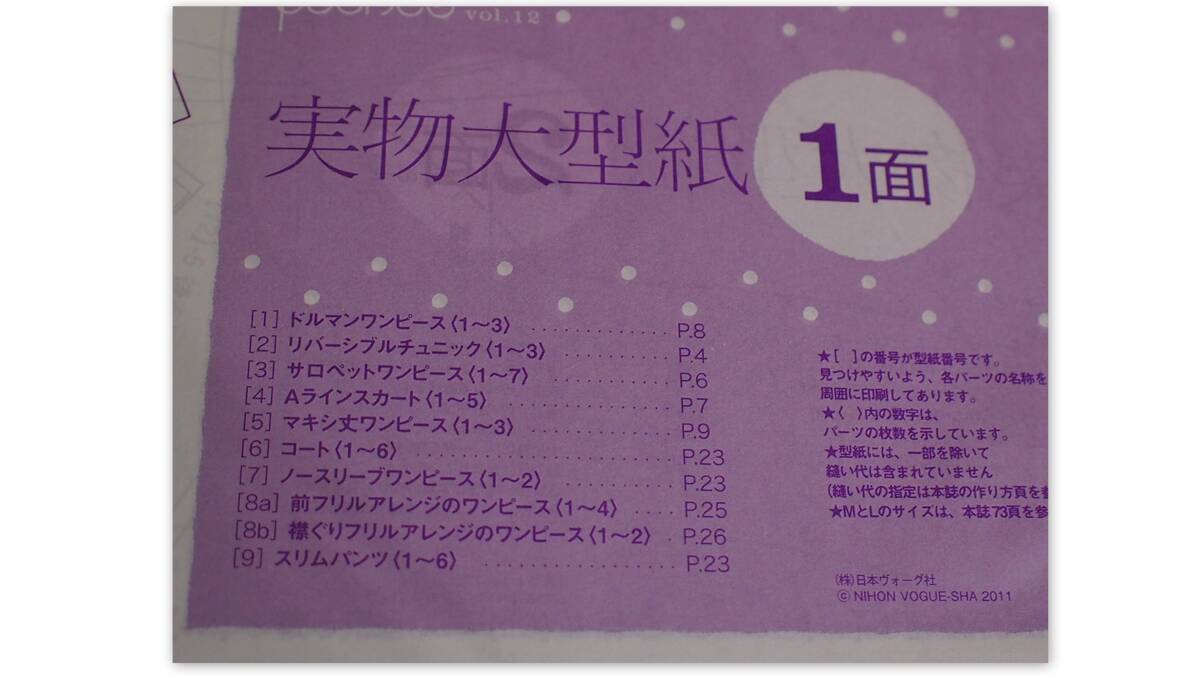 vol.12
実物大型紙
1面
[1] ドルマンワンピース〈1〜3〉 ............. P.8
[2] リバーシブルチュニック〈1〜3〉 .......... P.4
[3] サロペットワンピース〈1〜7〉 ........... P.6
[4] Aラインスカート〈1〜5〉 .............. P.7
[5] マキシ丈ワンピース〈1〜3〉 ............ P.9
[6] コート〈1〜6〉 ..................... P.23
[7] ノースリーブワンピース〈1〜2〉 ......... P.23
[8a] 前フリルアレンジのワンピース〈1〜4〉 .... P.25
[8b] 襟ぐりフリルアレンジのワンピース〈1〜2〉 . P.26
[9] スリムパンツ〈1〜6〉 ................ P.23
★[ ]の番号が型紙番号です。
見つけやすいよう、各パーツの名称を
周囲に印刷してあります。
★〈 〉内の数字は、
パーツの枚数を示しています。
★型紙には、一部を除いて
縫い代は含まれていません
(縫い代の指定は本誌の作り方頁を参
★MとLのサイズは、本誌73頁を参
(株)日本ヴォーグ社
© NIHON VOGUE-SHA 2011